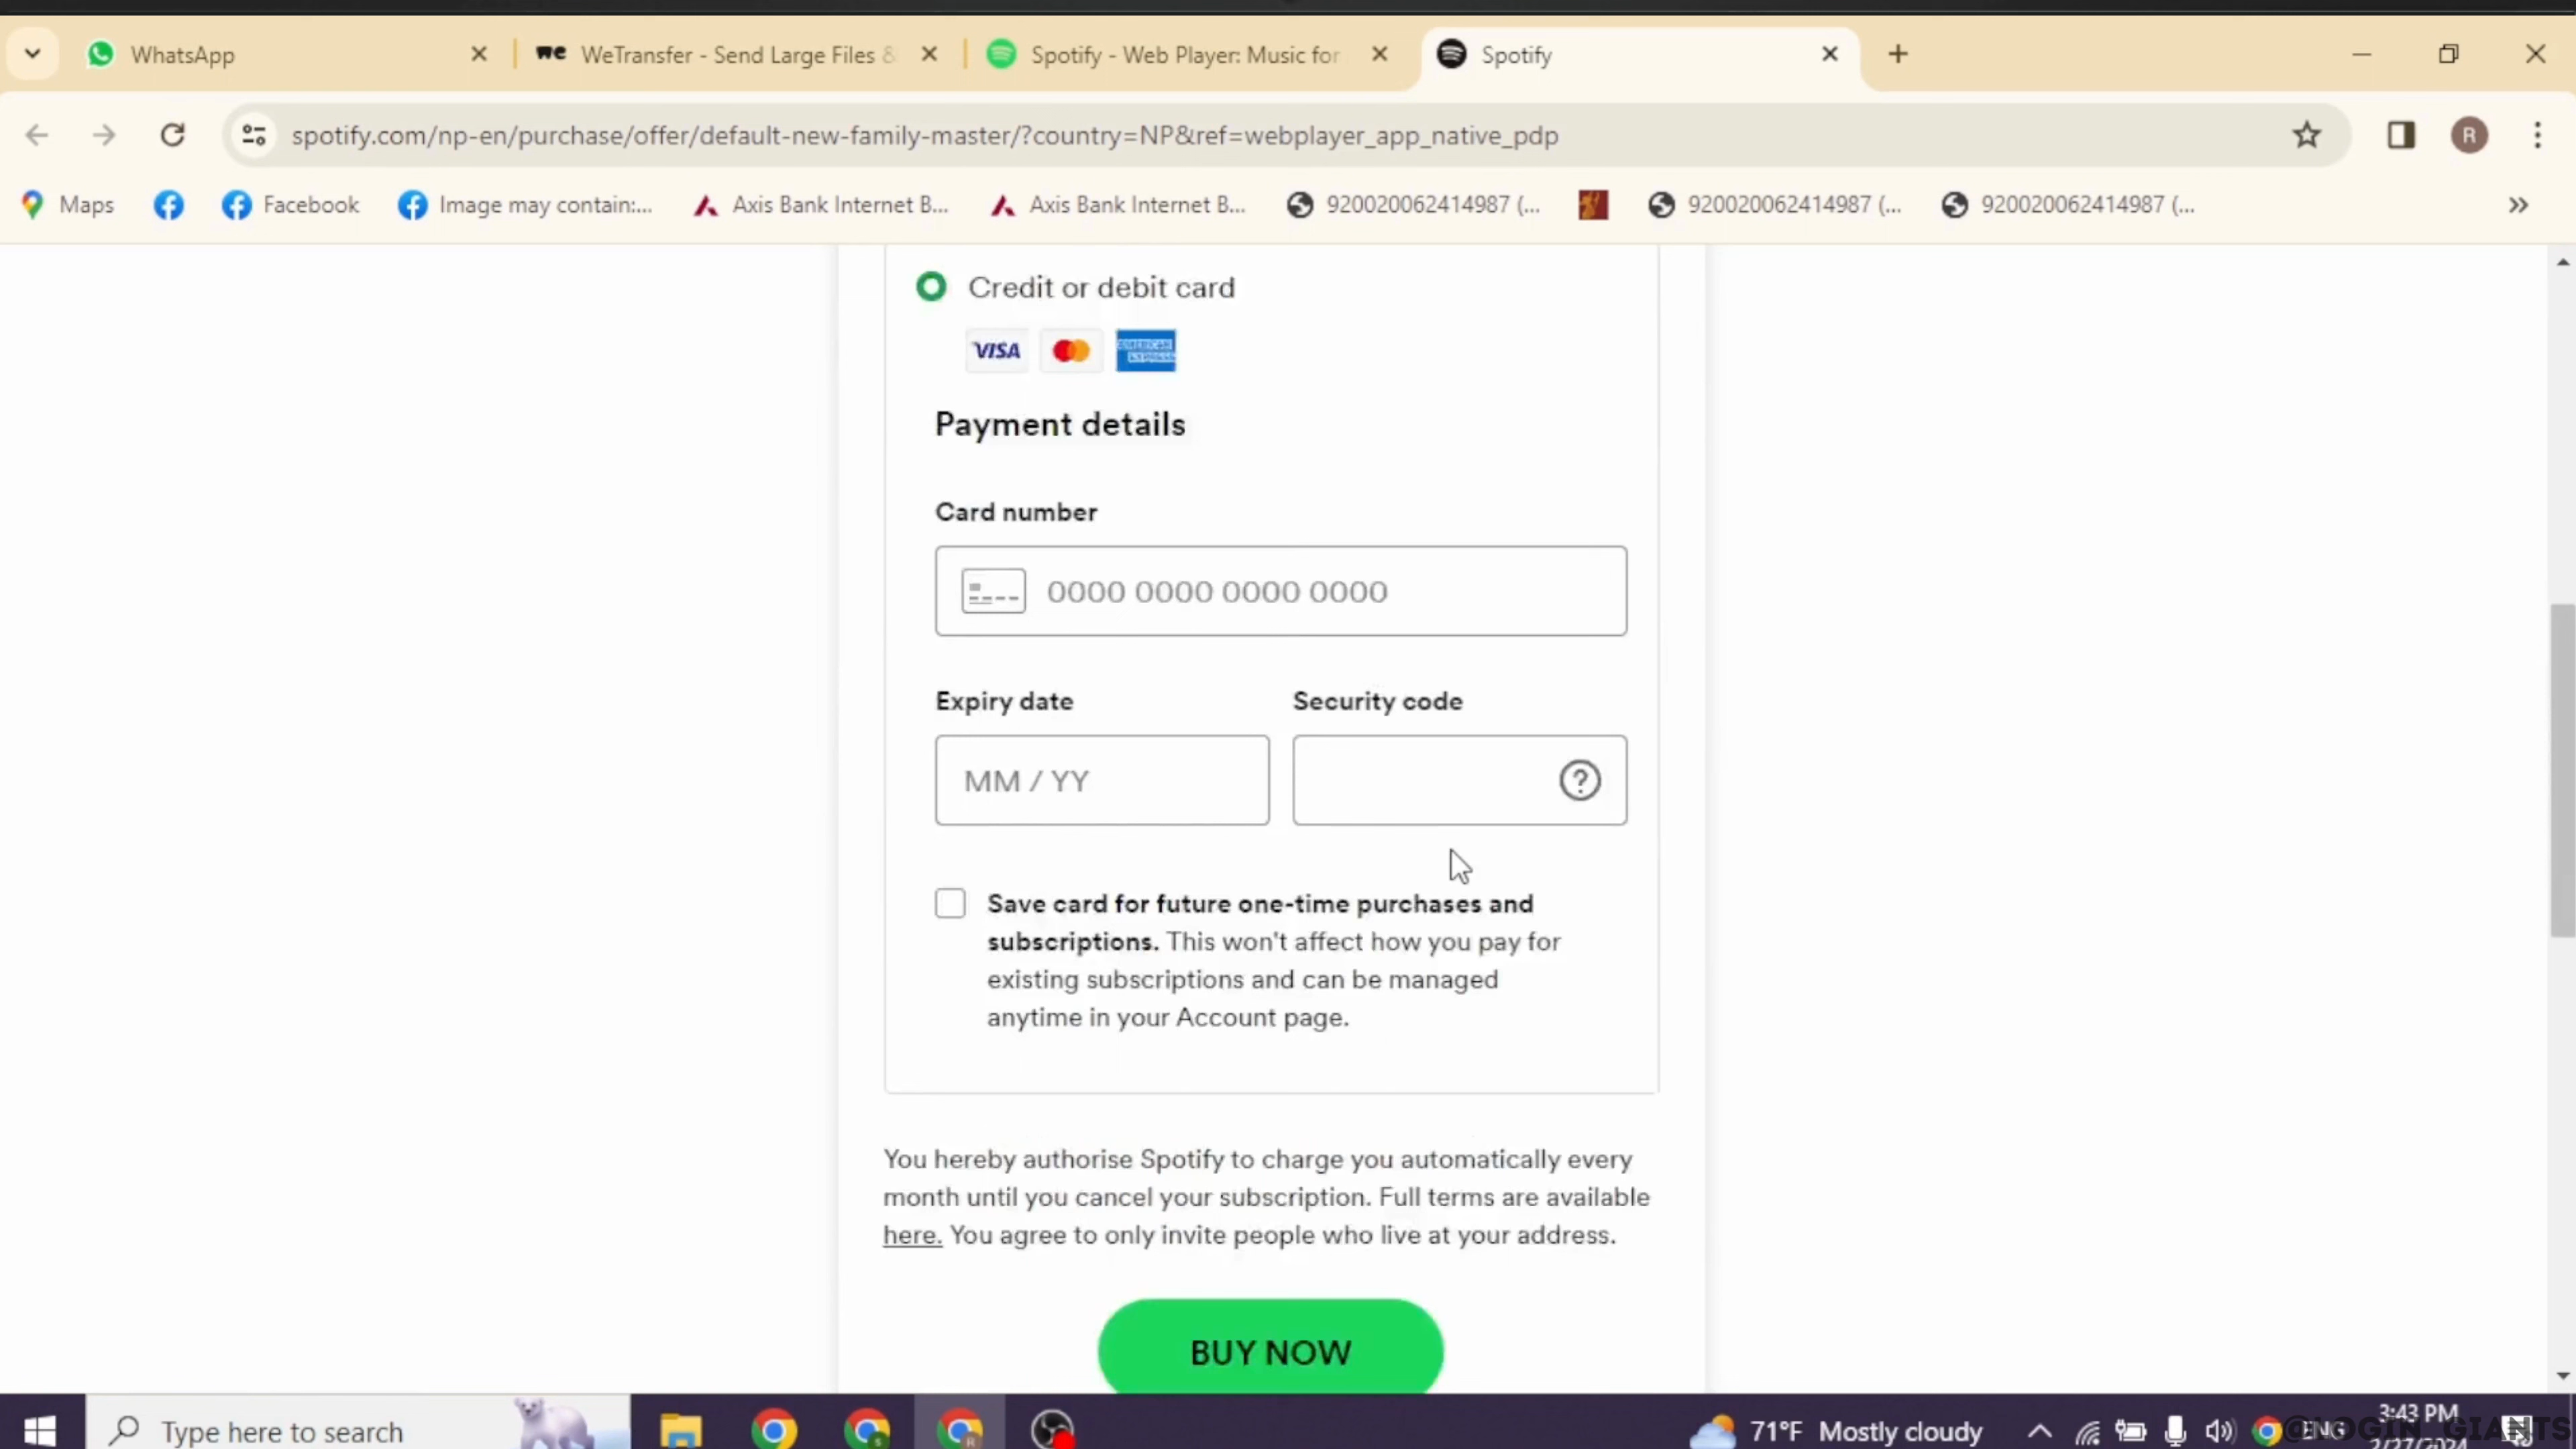 WhatsApp
WeTransfer - Send Large Files &
Spotify - Web Player: Music for
Spotify
spotify.com/np-en/purchase/offer/default-new-family-master/?country=NP&ref=webplayer_app_native_pdp
R
Maps
Facebook
Image may contain:...
Axis Bank Internet B...
Axis Bank Internet B...
920020062414987 (...
920020062414987 (...
920020062414987 (...
Credit or debit card
VISA
AMERICAN EXPRESS
Payment details
Card number
0000 0000 0000 0000
Expiry date
Security code
MM / YY
Save card for future one-time purchases and
subscriptions. This won't affect how you pay for
existing subscriptions and can be managed
anytime in your Account page.
You hereby authorise Spotify to charge you automatically every
month until you cancel your subscription. Full terms are available
here. You agree to only invite people who live at your address.
BUY NOW
Type here to search
71°F Mostly cloudy
ENG
3:43 PM
2/27/2024
@LOGIN_GIANTS